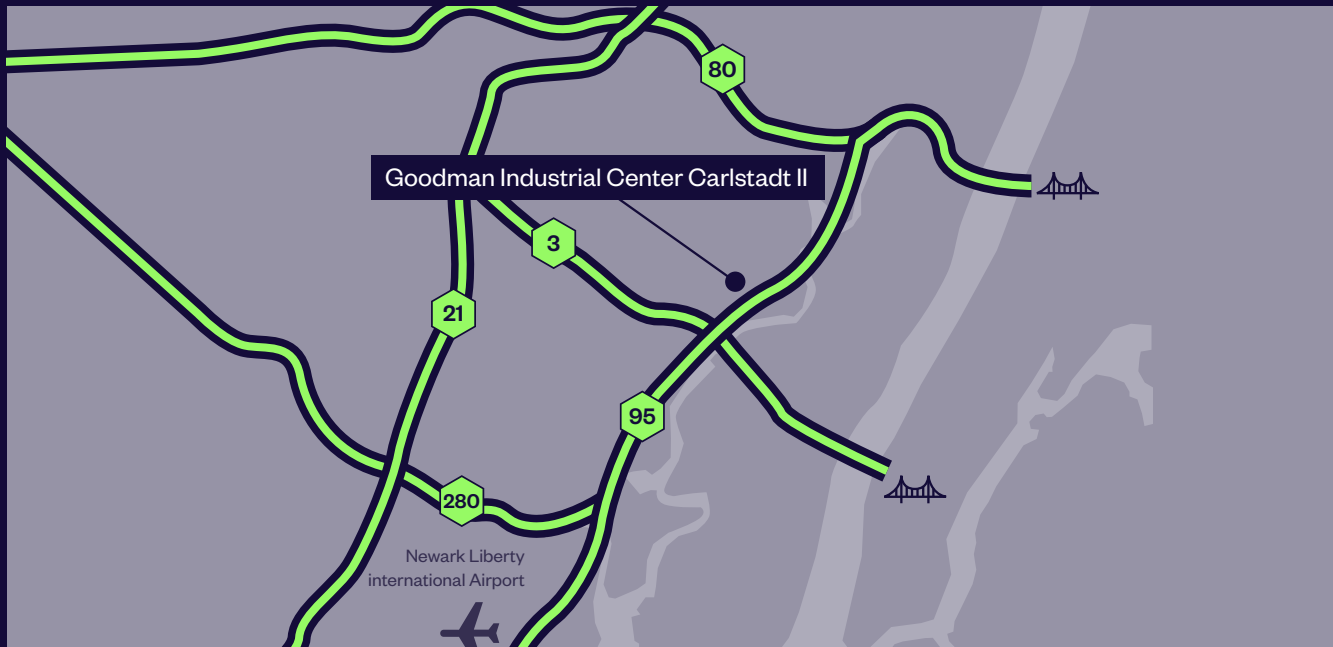 80
Goodman Industrial Center Carlstadt II
3
21
95
280
Newark Liberty
international Airport